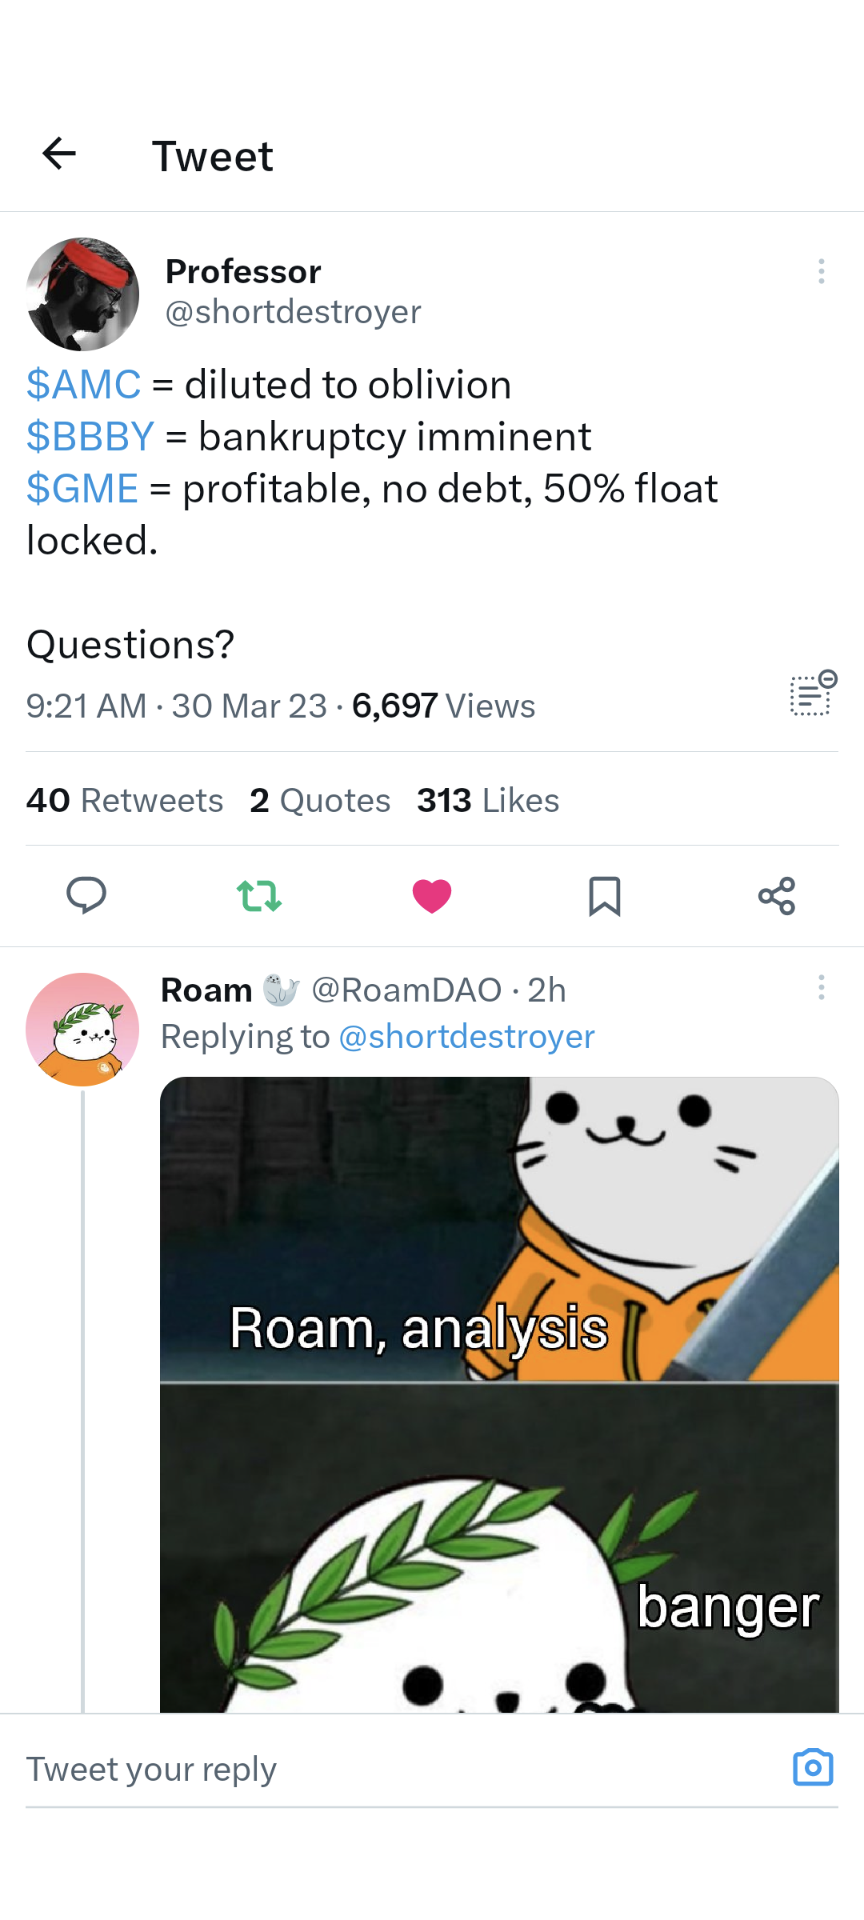 Tweet
Professor
@shortdestroyer
$AMC = diluted to oblivion
$BBBY = bankruptcy imminent
$GME = profitable, no debt, 50% float
locked.
Questions?
9:21 AM · 30 Mar 23 · 6,697 Views
40 Retweets 2 Quotes 313 Likes
Roam 🦭 @RoamDAO · 2h
Replying to @shortdestroyer
Roam, analysis
banger
Tweet your reply